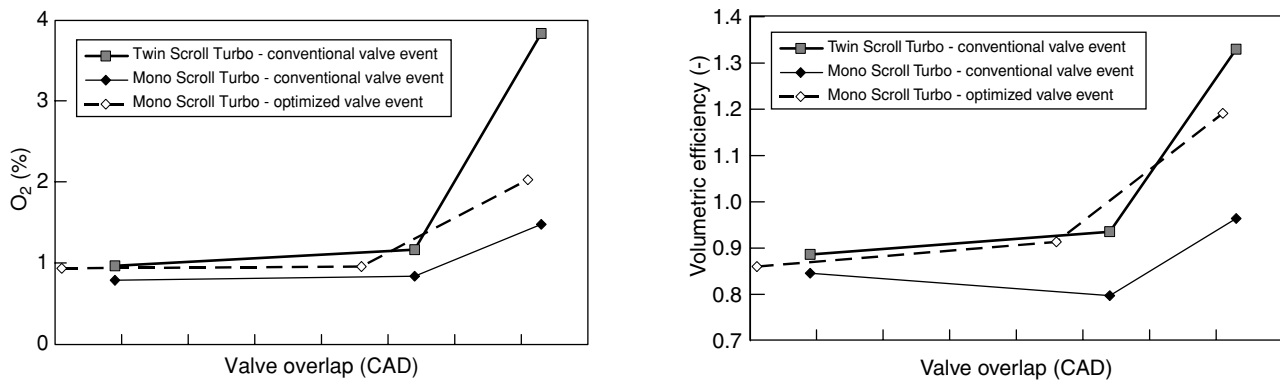 4
3
2
1
0
O2 (%)
Twin Scroll Turbo - conventional valve event
Mono Scroll Turbo - conventional valve event
Mono Scroll Turbo - optimized valve event
Valve overlap (CAD)
1.4
1.3
1.2
1.1
1.0
0.9
0.8
0.7
Volumetric efficiency (-)
Twin Scroll Turbo - conventional valve event
Mono Scroll Turbo - conventional valve event
Mono Scroll Turbo - optimized valve event
Valve overlap (CAD)